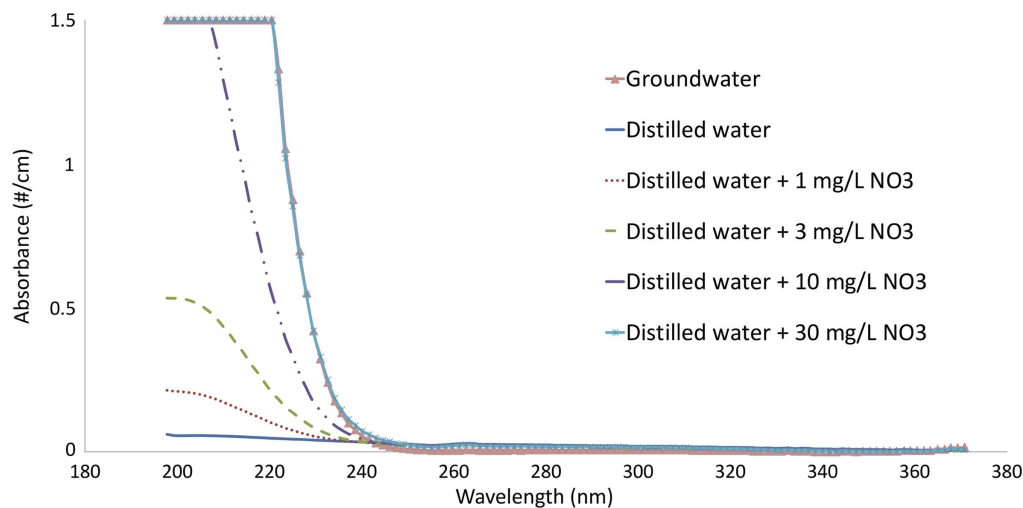 1.5
1
0.5
0
Absorbance (#/cm)
180
200
220
240
260
280
300
320
340
360
380
Wavelength (nm)
Groundwater
Distilled water
Distilled water + 1 mg/L NO3
Distilled water + 3 mg/L NO3
Distilled water + 10 mg/L NO3
Distilled water + 30 mg/L NO3